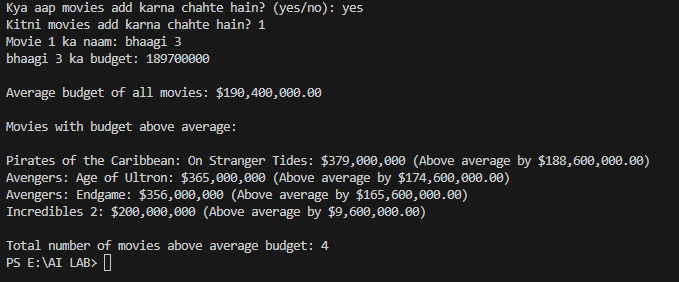 Kya aap movies add karna chahte hain? (yes/no): yes
Kitni movies add karna chahte hain? 1
Movie 1 ka naam: bhaagi 3
bhaagi 3 ka budget: 189700000
Average budget of all movies: $190,400,000.00
Movies with budget above average:
Pirates of the Caribbean: On Stranger Tides: $379,000,000 (Above average by $188,600,000.00)
Avengers: Age of Ultron: $365,000,000 (Above average by $174,600,000.00)
Avengers: Endgame: $356,000,000 (Above average by $165,600,000.00)
Incredibles 2: $200,000,000 (Above average by $9,600,000.00)
Total number of movies above average budget: 4
PS E:\AI LAB>